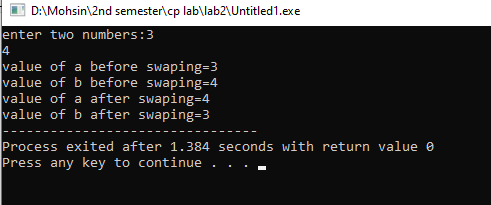 D:\Mohsin\2nd semester\cp lab\lab2\Untitled1.exe
enter two numbers:3
4
value of a before swaping=3
value of b before swaping=4
value of a after swaping=4
value of b after swaping=3
--------------------------------
Process exited after 1.384 seconds with return value 0
Press any key to continue . . .